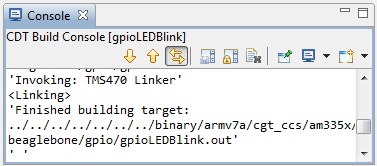 Console
CDT Build Console [gpioLEDBlink]
'Invoking: TMS470 Linker'
<Linking>
'Finished building target:
../../../../../../../binary/armv7a/cgt_ccs/am335x/
beaglebone/gpio/gpioLEDBlink.out'
' '